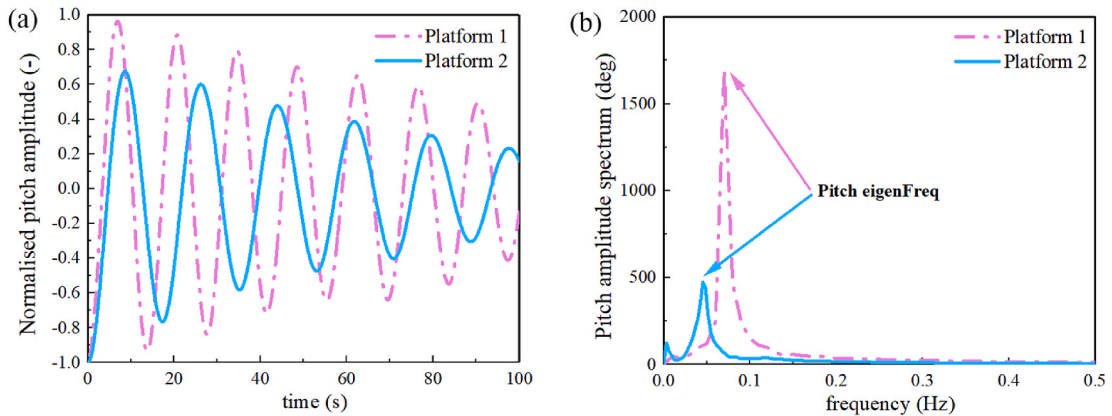 (a)
Normalised pitch amplitude (-)
1.0
0.8
0.6
0.4
0.2
0.0
-0.2
-0.4
-0.6
-0.8
-1.0
Platform 1
Platform 2
0 20 40 60 80 100
time (s)
(b)
Pitch amplitude spectrum (deg)
2000
1500
1000
500
0
Platform 1
Platform 2
Pitch eigenFreq
0.0 0.1 0.2 0.3 0.4 0.5
frequency (Hz)